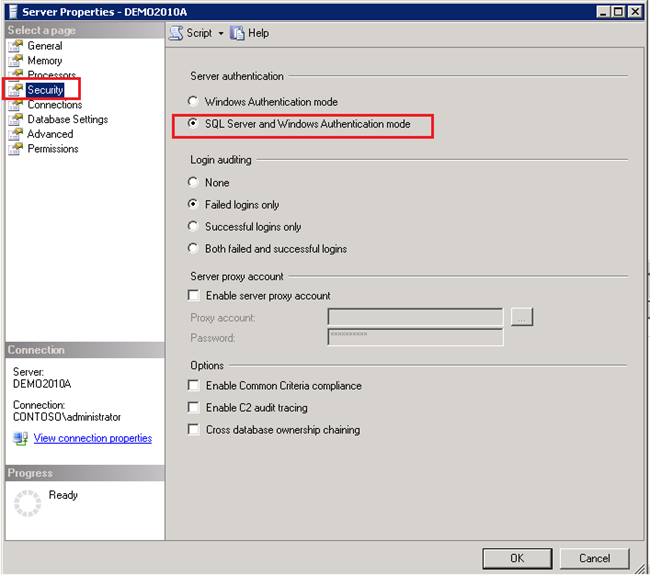 Server Properties - DEMO2010A
Select a page
General
Memory
Processors
Security
Connections
Database Settings
Advanced
Permissions
Script
Help
Server authentication
Windows Authentication mode
SQL Server and Windows Authentication mode
Login auditing
None
Failed logins only
Successful logins only
Both failed and successful logins
Server proxy account
Enable server proxy account
Proxy account:
...
Password:
**********
Options
Enable Common Criteria compliance
Enable C2 audit tracing
Cross database ownership chaining
Connection
Server:
DEMO2010A
Connection:
CONTOSO\administrator
View connection properties
Progress
Ready
OK
Cancel